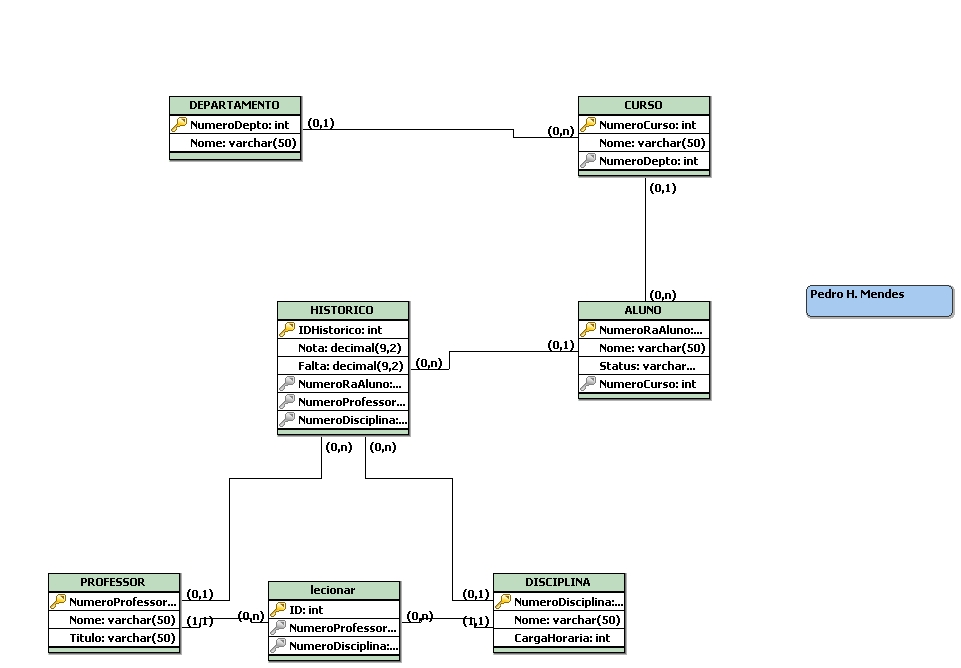 DEPARTAMENTO
NumeroDepto: int
Nome: varchar(50)
(0,1)
(0,n)
CURSO
NumeroCurso: int
Nome: varchar(50)
NumeroDepto: int
(0,1)
(0,n)
Pedro H. Mendes
HISTORICO
IDHistorico: int
Nota: decimal(9,2)
Falta: decimal(9,2)
NumeroRaAluno:...
NumeroProfessor...
NumeroDisciplina:...
(0,n)
(0,1)
ALUNO
NumeroRaAluno:...
Nome: varchar(50)
Status: varchar...
NumeroCurso: int
(0,n)
(0,n)
PROFESSOR
NumeroProfessor...
Nome: varchar(50)
Titulo: varchar(50)
(0,1)
(1,1)
(0,n)
lecionar
ID: int
NumeroProfessor...
NumeroDisciplina:...
(0,n)
(0,1)
(1,1)
DISCIPLINA
NumeroDisciplina:...
Nome: varchar(50)
CargaHoraria: int